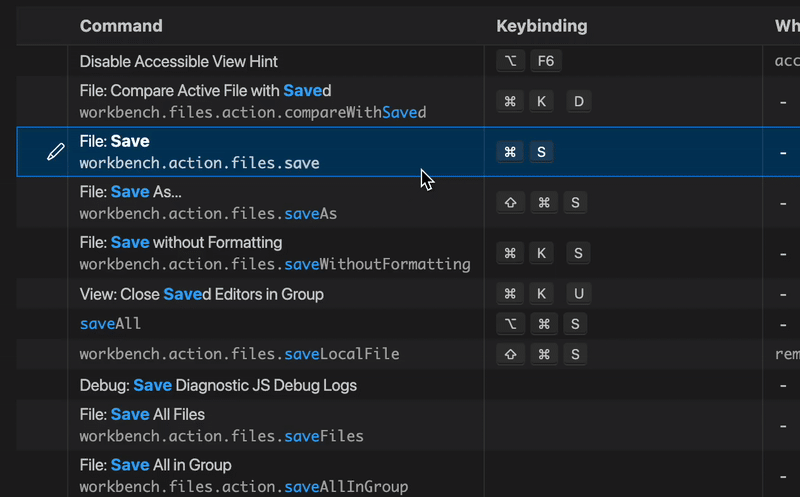 Command Keybinding Wh
Disable Accessible View Hint ⌥ F6 acc
File: Compare Active File with Saved
workbench.files.action.compareWithSaved ⌘ K D -
File: Save
workbench.action.files.save ⌘ S -
File: Save As...
workbench.action.files.saveAs ⇧ ⌘ S -
File: Save without Formatting
workbench.action.files.saveWithoutFormatting ⌘ K S -
View: Close Saved Editors in Group ⌘ K U -
saveAll ⌥ ⌘ S -
workbench.action.files.saveLocalFile ⇧ ⌘ S rem
Debug: Save Diagnostic JS Debug Logs -
File: Save All Files
workbench.action.files.saveFiles -
File: Save All in Group
workbench.files.action.saveAllInGroup -